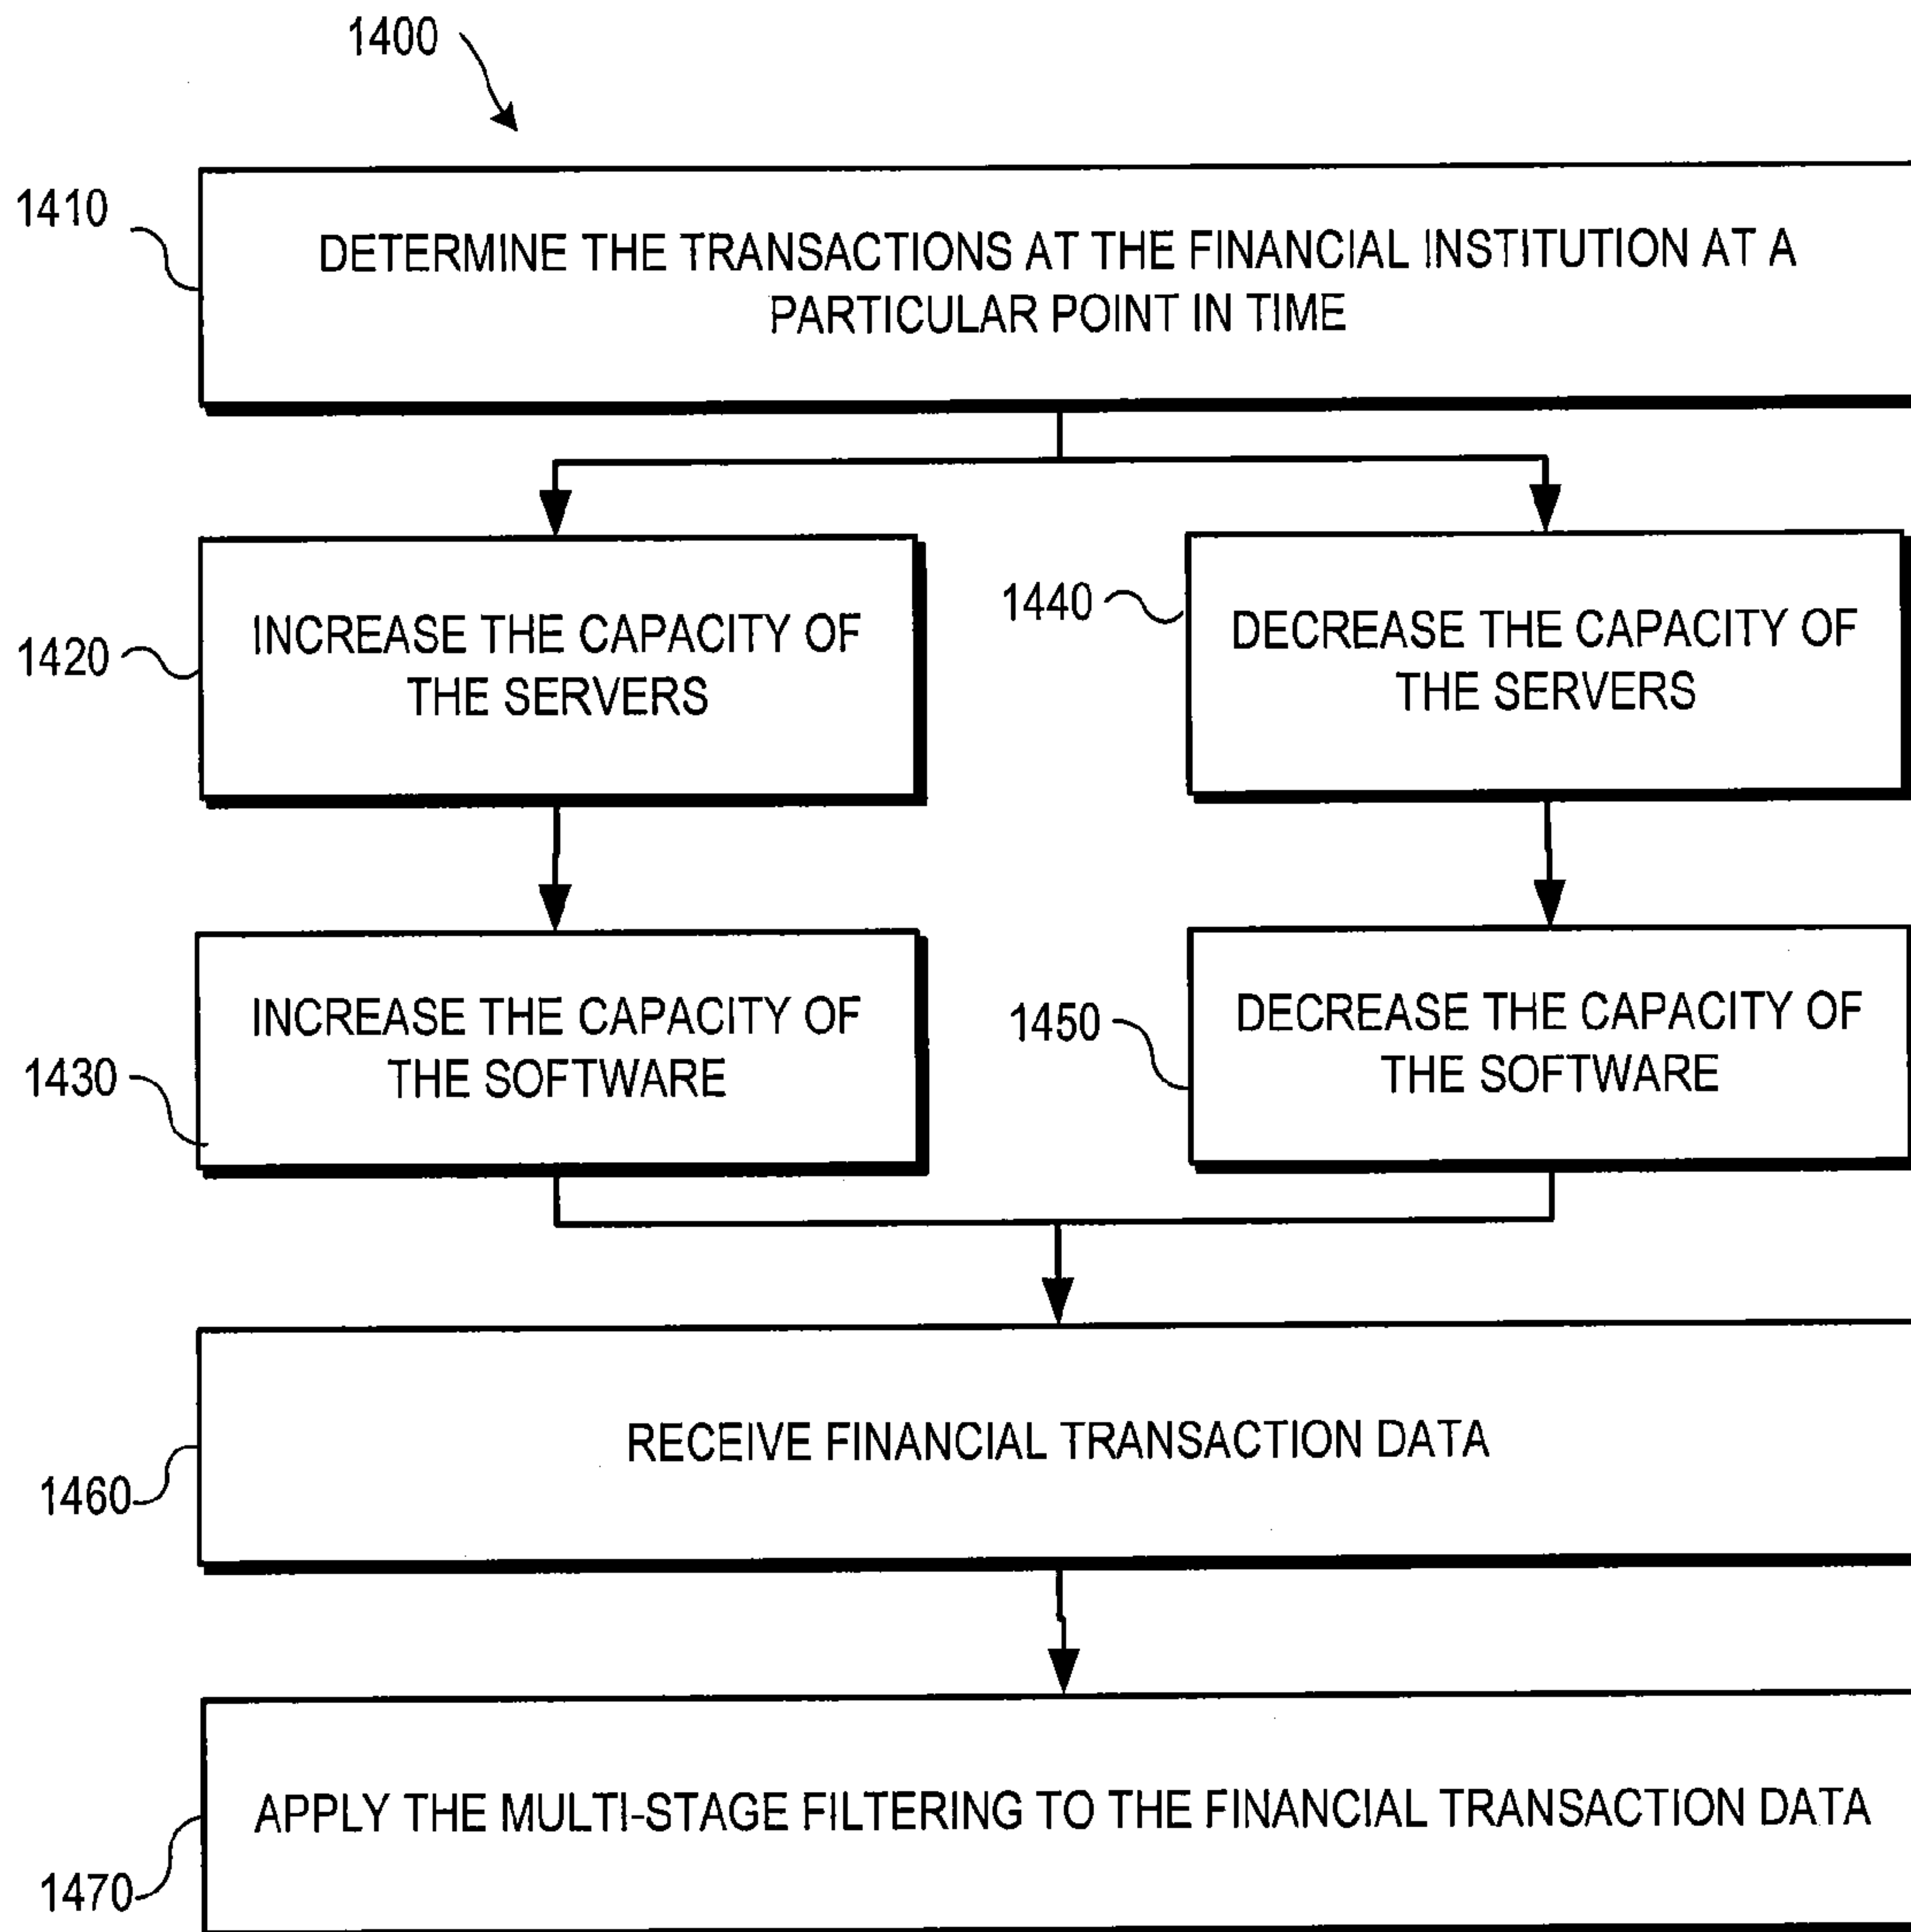 1400
1410
DETERMINE THE TRANSACTIONS AT THE FINANCIAL INSTITUTION AT A
PARTICULAR POINT IN TIME
1420
INCREASE THE CAPACITY OF
THE SERVERS
1440
DECREASE THE CAPACITY OF
THE SERVERS
1430
INCREASE THE CAPACITY OF
THE SOFTWARE
1450
DECREASE THE CAPACITY OF
THE SOFTWARE
1460
RECEIVE FINANCIAL TRANSACTION DATA
1470
APPLY THE MULTI-STAGE FILTERING TO THE FINANCIAL TRANSACTION DATA